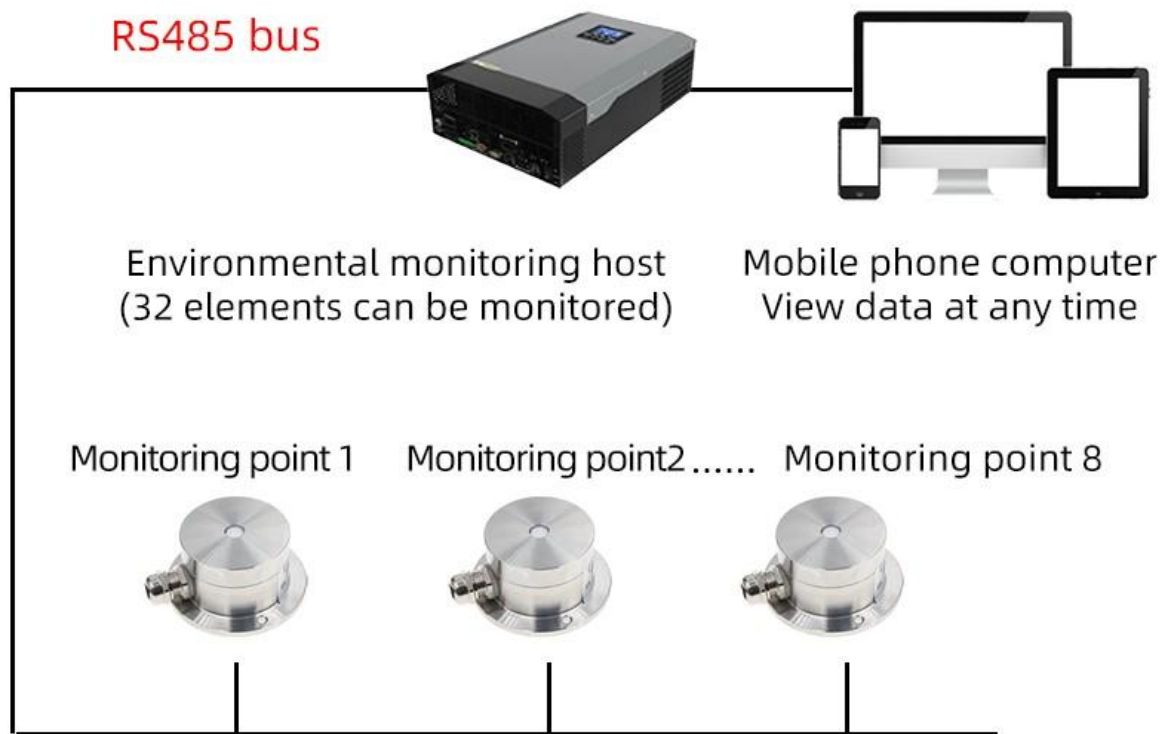 RS485 bus
Environmental monitoring host
(32 elements can be monitored)
Mobile phone computer
View data at any time
Monitoring point 1
Monitoring point2......
Monitoring point 8